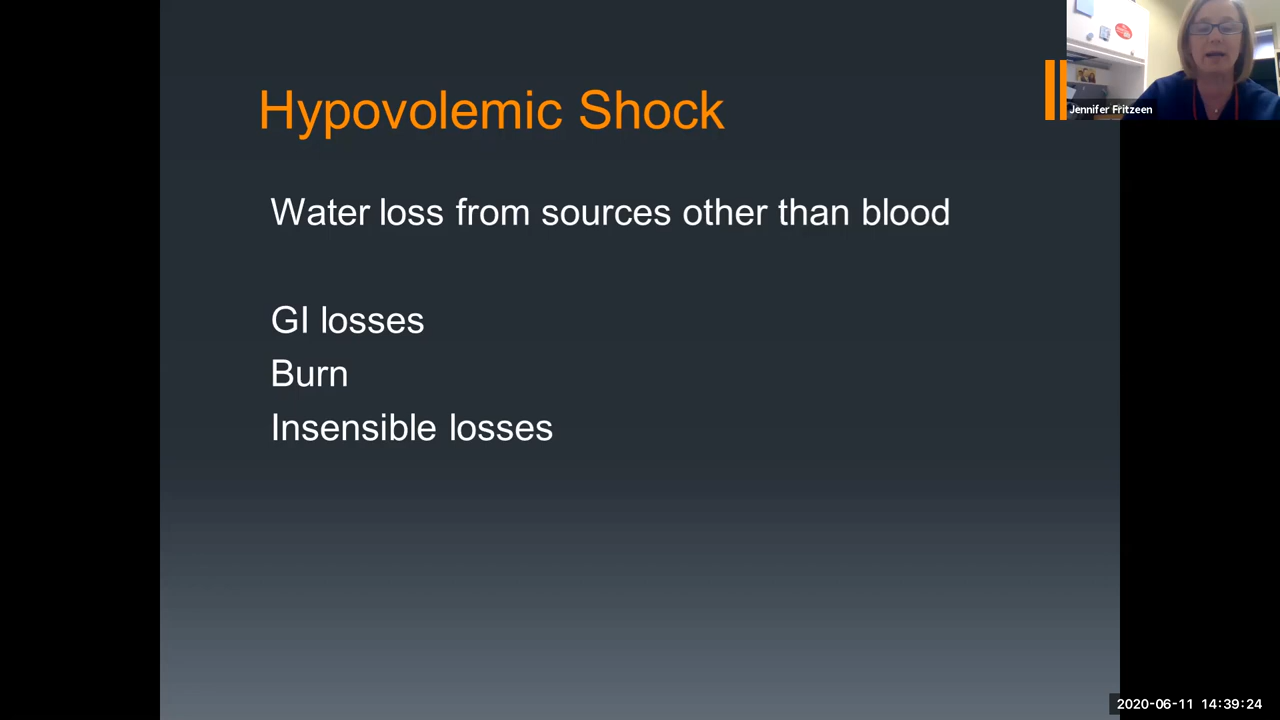 Hypovolemic Shock
Jennifer Fritzeen
Water loss from sources other than blood
GI losses
Burn
Insensible losses
2020-06-11 14:39:24